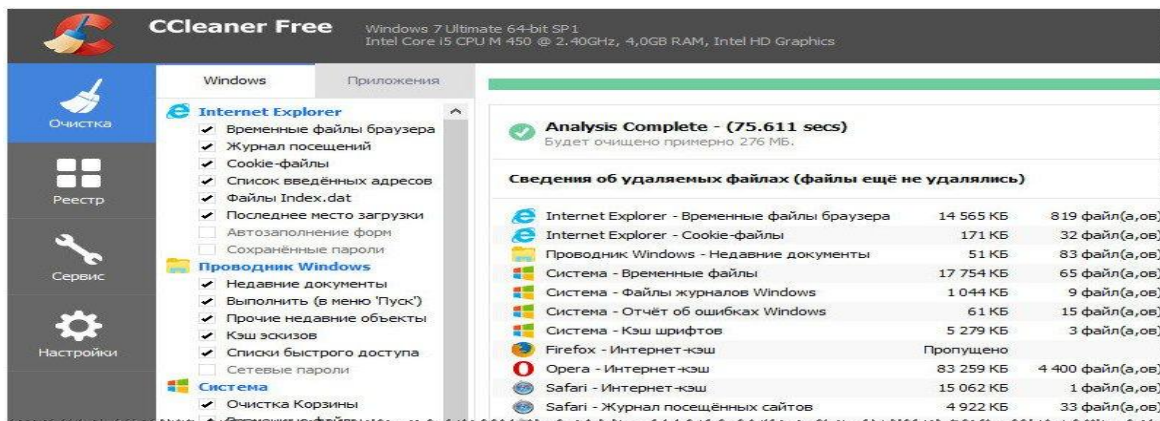 CCleaner Free
Windows 7 Ultimate 64-bit SP1
Intel Core i5 CPU M 450 @ 2.40GHz, 4,0GB RAM, Intel HD Graphics
Очистка
Реестр
Сервис
Настройки
Windows Приложения
Internet Explorer
Временные файлы браузера
Журнал посещений
Cookie-файлы
Список введённых адресов
Файлы Index.dat
Последнее место загрузки
Автозаполнение форм
Сохранённые пароли
Проводник Windows
Недавние документы
Выполнить (в меню 'Пуск')
Прочие недавние объекты
Кэш эскизов
Списки быстрого доступа
Сетевые пароли
Система
Очистка Корзины
Analysis Complete - (75.611 secs)
Будет очищено примерно 276 МБ.
Сведения об удаляемых файлах (файлы ещё не удалялись)
Internet Explorer - Временные файлы браузера 14 565 КБ 819 файл(а,ов)
Internet Explorer - Cookie-файлы 171 КБ 32 файл(а,ов)
Проводник Windows - Недавние документы 51 КБ 83 файл(а,ов)
Система - Временные файлы 17 754 КБ 65 файл(а,ов)
Система - Файлы журналов Windows 1 044 КБ 9 файл(а,ов)
Система - Отчёт об ошибках Windows 61 КБ 15 файл(а,ов)
Система - Кэш шрифтов 5 279 КБ 3 файл(а,ов)
Firefox - Интернет-кэш Пропущено
Opera - Интернет-кэш 83 259 КБ 4 400 файл(а,ов)
Safari - Интернет-кэш 15 062 КБ 1 файл(а,ов)
Safari - Журнал посещённых сайтов 4 922 КБ 33 файл(а,ов)